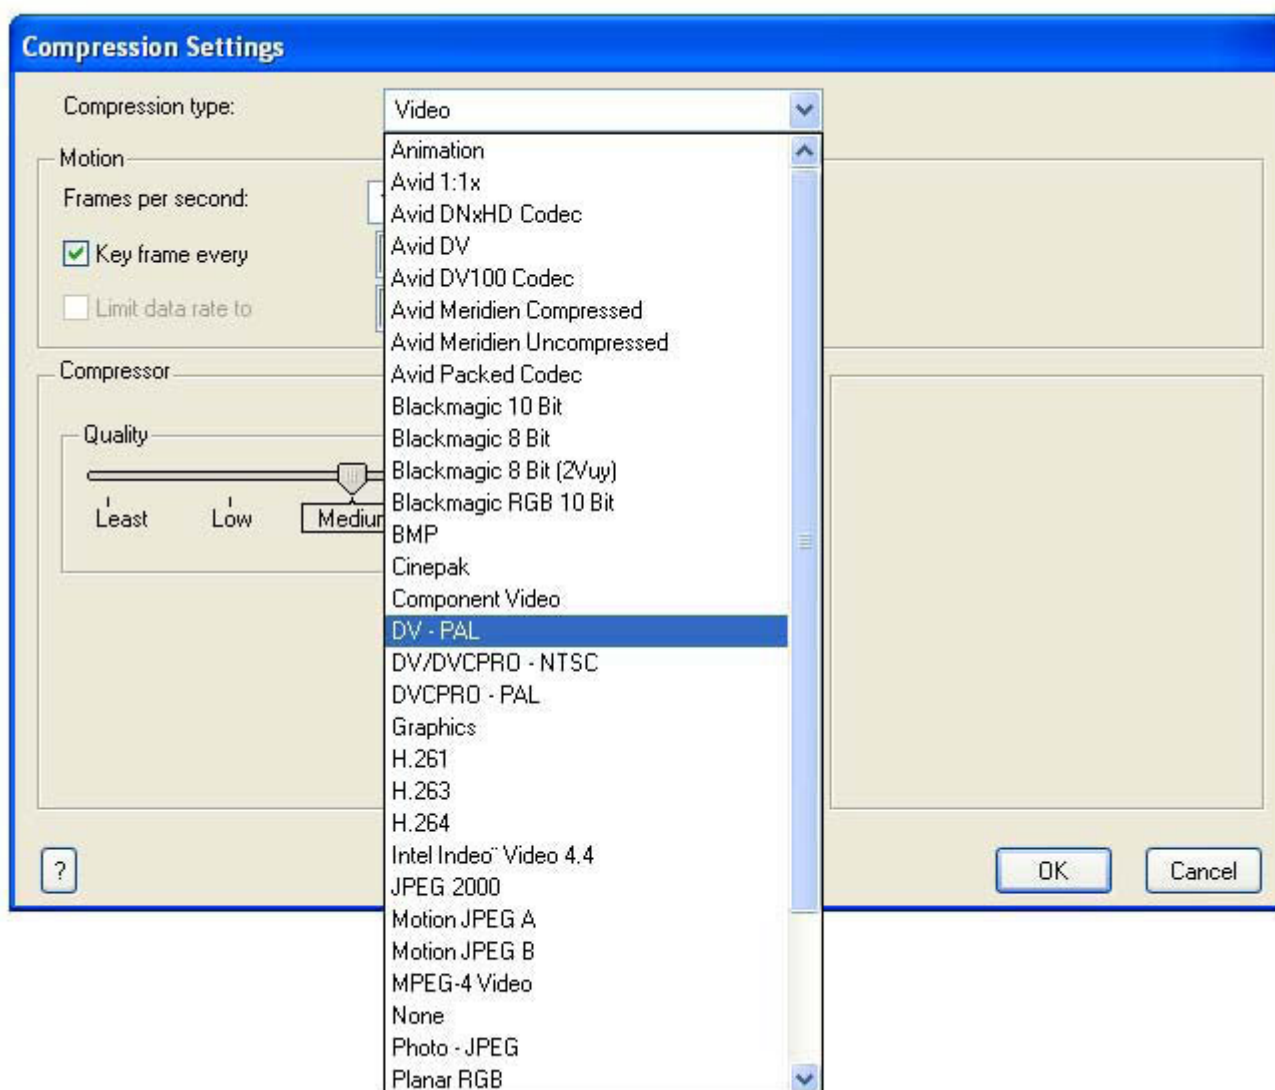 Compression Settings
Compression type:
Video
Motion
Frames per second:
Key frame every
Limit data rate to
Compressor
Quality
Least
Low
Animation
Avid 1:1x
Avid DNxHD Codec
Avid DV
Avid DV100 Codec
Avid Meridien Compressed
Avid Meridien Uncompressed
Avid Packed Codec
Blackmagic 10 Bit
Blackmagic 8 Bit
Blackmagic 8 Bit (2Vuy)
Blackmagic RGB 10 Bit
BMP
Cinepak
Component Video
DV - PAL
DV/DVCPRO - NTSC
DVCPRO - PAL
Graphics
H.261
H.263
H.264
Intel Indeo¨ Video 4.4
JPEG 2000
Motion JPEG A
Motion JPEG B
MPEG-4 Video
None
Photo - JPEG
Planar RGB
?
OK
Cancel